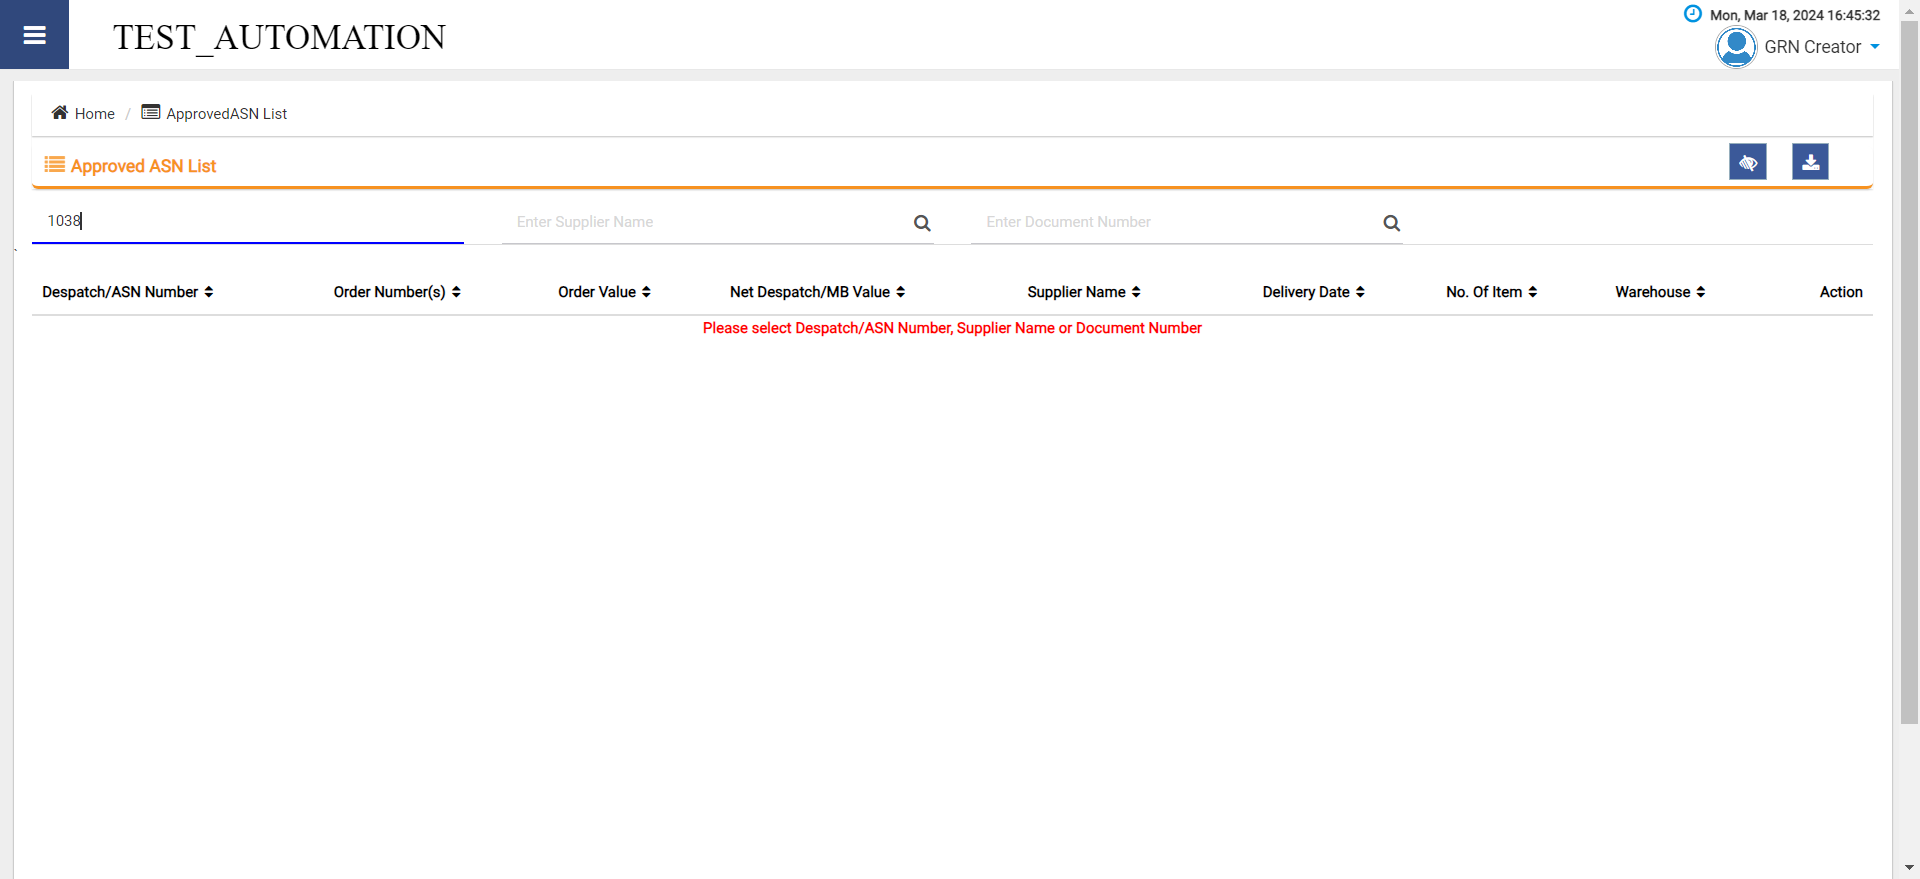 TEST_AUTOMATION
Mon, Mar 18, 2024 16:45:32
GRN Creator
Home / ApprovedASN List
Approved ASN List
1038 Enter Supplier Name Enter Document Number
Despatch/ASN Number Order Number(s) Order Value Net Despatch/MB Value Supplier Name Delivery Date No. Of Item Warehouse Action
Please select Despatch/ASN Number, Supplier Name or Document Number